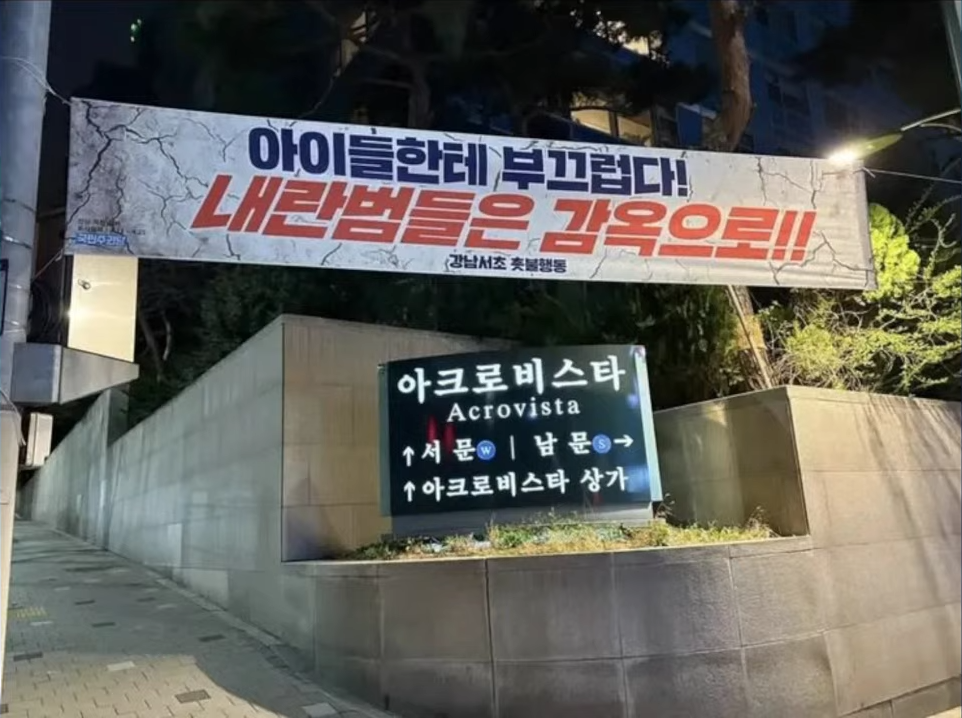 아이들한테 부끄럽다!
내란범들은 감옥으로!!
강남서초 촛불행동
국민주권당
아크로비스타
Acrovista
↑서문 W | 남문 S →
↑아크로비스타 상가